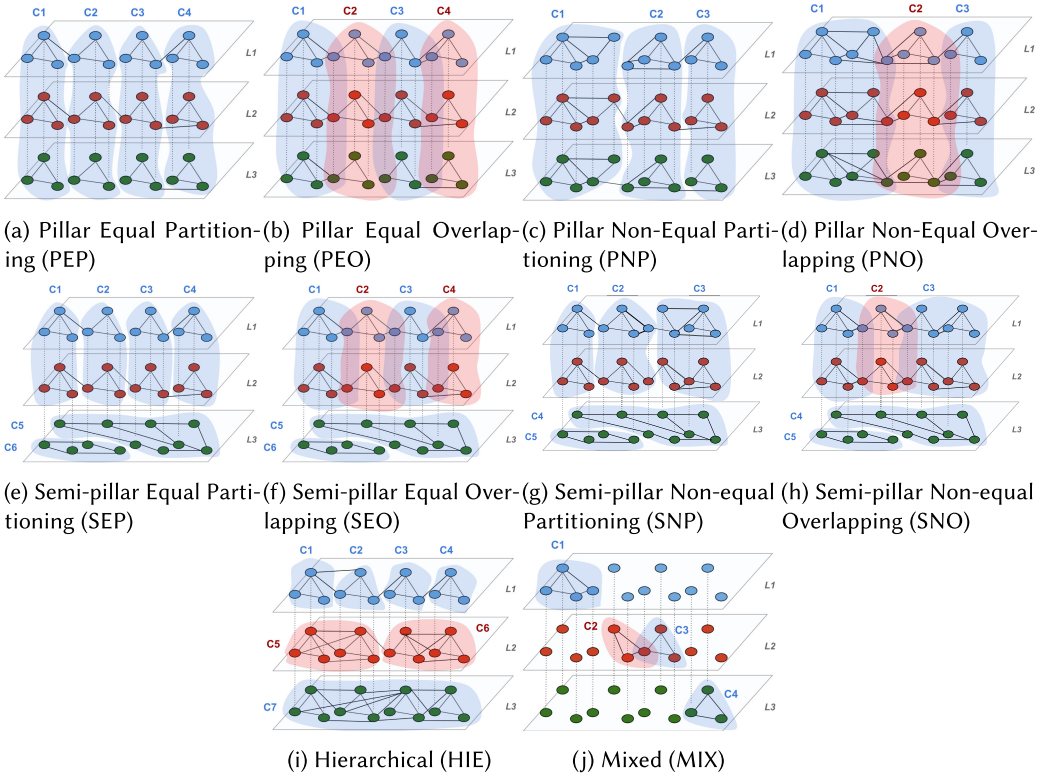 C1 C2 C3 C4
L1
L2
L3
C1 C2 C3 C4
L1
L2
L3
C1 C2 C3
L1
L2
L3
C1 C2 C3
L1
L2
L3
(a) Pillar Equal Partition-
ing (PEP)
(b) Pillar Equal Overlap-
ping (PEO)
(c) Pillar Non-Equal Parti-
tioning (PNP)
(d) Pillar Non-Equal Over-
lapping (PNO)
C1 C2 C3 C4
L1
L2
C5
C6
L3
C1 C2 C3 C4
L1
L2
C5
C6
L3
C1 C2 C3
L1
L2
C4
C5
L3
C1 C2 C3
L1
L2
C4
C5
L3
(e) Semi-pillar Equal Parti-
tioning (SEP)
(f) Semi-pillar Equal Over-
lapping (SEO)
(g) Semi-pillar Non-equal
Partitioning (SNP)
(h) Semi-pillar Non-equal
Overlapping (SNO)
C1 C2 C3 C4
L1
C5 C6
L2
C7
L3
C1
L1
C2 C3
L2
C4
L3
(i) Hierarchical (HIE)
(j) Mixed (MIX)